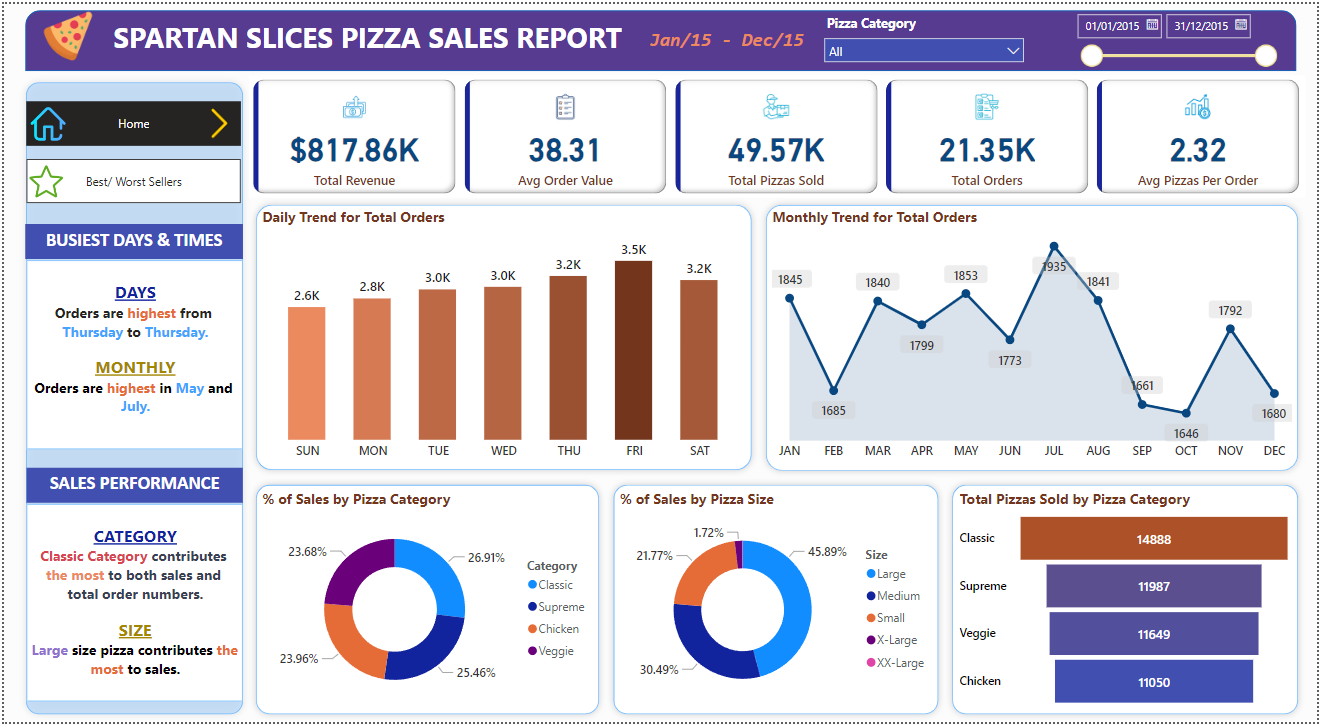 SPARTAN SLICES PIZZA SALES REPORT
Jan/15 - Dec/15
Pizza Category
All
01/01/2015
31/12/2015
Home
Best/ Worst Sellers
BUSIEST DAYS & TIMES
DAYS
Orders are highest from
Thursday to Thursday.
MONTHLY
Orders are highest in May and
July.
SALES PERFORMANCE
CATEGORY
Classic Category contributes
the most to both sales and
total order numbers.
SIZE
Large size pizza contributes the
most to sales.
$817.86K
Total Revenue
38.31
Avg Order Value
49.57K
Total Pizzas Sold
21.35K
Total Orders
2.32
Avg Pizzas Per Order
Daily Trend for Total Orders
2.6K
2.8K
3.0K
3.0K
3.2K
3.5K
3.2K
SUN MON TUE WED THU FRI SAT
Monthly Trend for Total Orders
1845
1685
1840
1799
1853
1773
1935
1841
1661
1646
1792
1680
JAN FEB MAR APR MAY JUN JUL AUG SEP OCT NOV DEC
% of Sales by Pizza Category
26.91%
25.46%
23.96%
23.68%
Category
Classic
Supreme
Chicken
Veggie
% of Sales by Pizza Size
45.89%
30.49%
21.77%
1.72%
Size
Large
Medium
Small
X-Large
XX-Large
Total Pizzas Sold by Pizza Category
Classic 14888
Supreme 11987
Veggie 11649
Chicken 11050